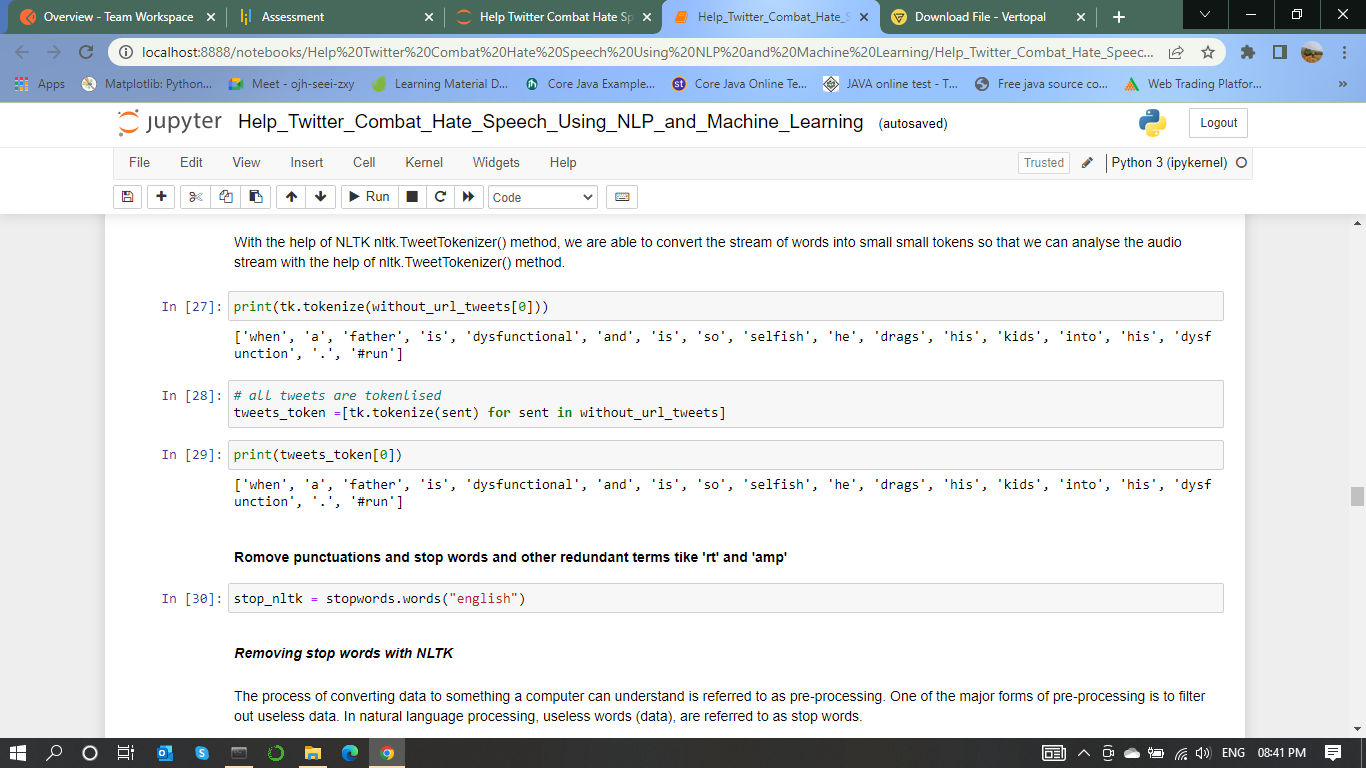 Overview - Team Workspace
Assessment
Help Twitter Combat Hate Sp
Help_Twitter_Combat_Hate_S
Download File - Vertopal
localhost:8888/notebooks/Help%20Twitter%20Combat%20Hate%20Speech%20Using%20NLP%20and%20Machine%20Learning/Help_Twitter_Combat_Hate_Speec...
Apps
Matplotlib: Python...
Meet - ojh-seei-zxy
Learning Material D...
Core Java Example...
Core Java Online Te...
JAVA online test - T...
Free java source co...
Web Trading Platfor...
»
jupyter Help_Twitter_Combat_Hate_Speech_Using_NLP_and_Machine_Learning (autosaved)
Logout
File Edit View Insert Cell Kernel Widgets Help
Trusted
Python 3 (ipykernel)
Run
Code
With the help of NLTK nltk.TweetTokenizer() method, we are able to convert the stream of words into small small tokens so that we can analyse the audio
stream with the help of nltk.TweetTokenizer() method.
In [27]: print(tk.tokenize(without_url_tweets[0]))
['when', 'a', 'father', 'is', 'dysfunctional', 'and', 'is', 'so', 'selfish', 'he', 'drags', 'his', 'kids', 'into', 'his', 'dysf
unction', '.', '#run']
In [28]: # all tweets are tokenlised
tweets_token =[tk.tokenize(sent) for sent in without_url_tweets]
In [29]: print(tweets_token[0])
['when', 'a', 'father', 'is', 'dysfunctional', 'and', 'is', 'so', 'selfish', 'he', 'drags', 'his', 'kids', 'into', 'his', 'dysf
unction', '.', '#run']
Romove punctuations and stop words and other redundant terms tike 'rt' and 'amp'
In [30]: stop_nltk = stopwords.words("english")
Removing stop words with NLTK
The process of converting data to something a computer can understand is referred to as pre-processing. One of the major forms of pre-processing is to filter
out useless data. In natural language processing, useless words (data), are referred to as stop words.
ENG 08:41 PM